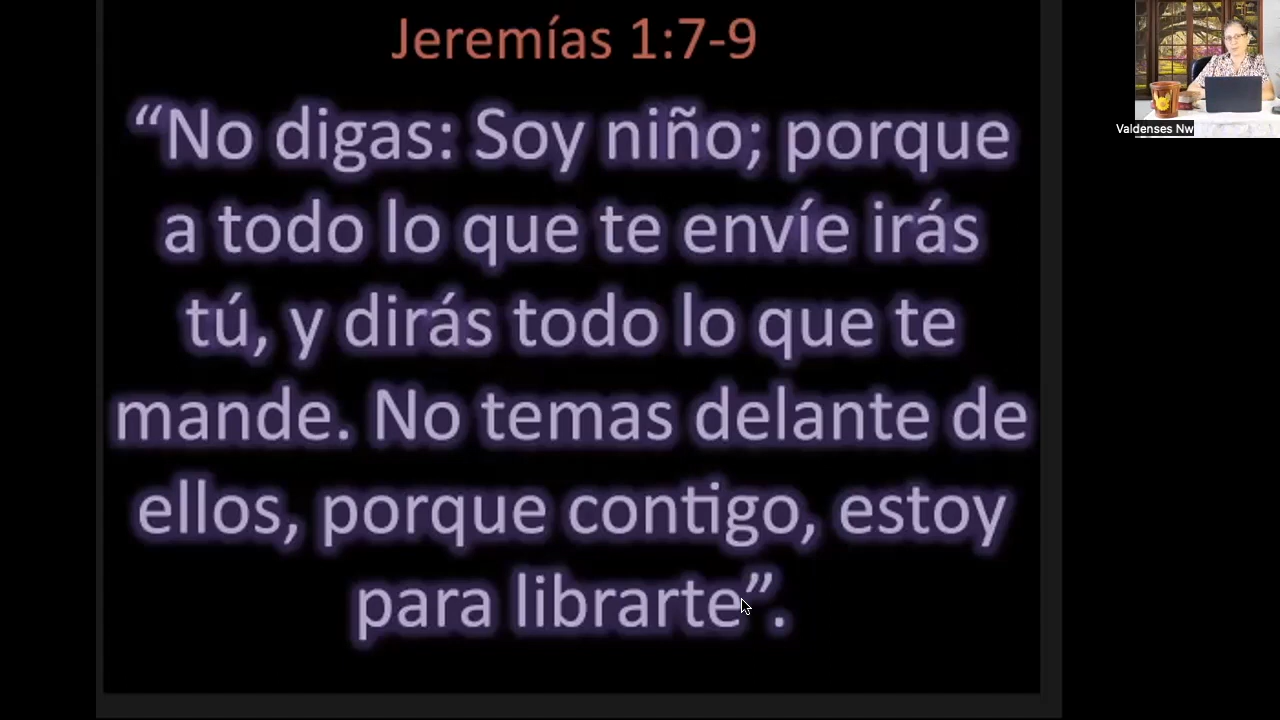 Jeremías 1:7-9
“No digas: Soy niño; porque
a todo lo que te envíe irás
tú, y dirás todo lo que te
mande. No temas delante de
ellos, porque contigo, estoy
para librarte”.
Valdenses Nw